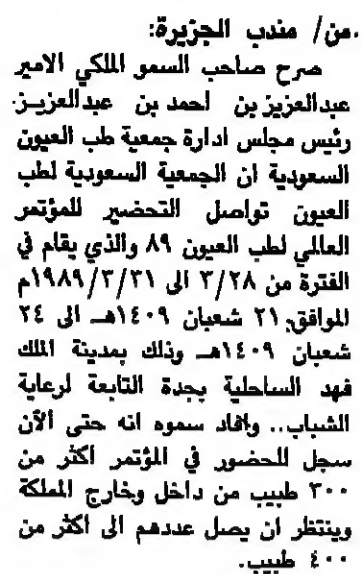 .من/ مندب الجزيرة:
صرح صاحب السمو الملكي الامير
عبدالعزيز بن احمد بن عبدالعزيز
رئيس مجلس ادارة جمعية طب العيون
السعودية ان الجمعية السعودية لطب
العيون تواصل التحضير للمؤتمر
العالمي لطب العيون ٨٩ والذي يقام في
الفترة من ٣/٢٨ الى ١٩٨٩/٣/٣١م
الموافق ٢١ شعبان ١٤٠٩هـ الى ٢٤
شعبان ١٤٠٩هـ وذلك بمدينة الملك
فهد الساحلية بجدة التابعة لرعاية
الشباب.. وافاد سموه انه حتى الآن
سجل للحضور في المؤتمر اكثر من
٣٠٠ طبيب من داخل وخارج المملكة
وينتظر ان يصل عددهم الى اكثر من
٤٠٠ طبيب.